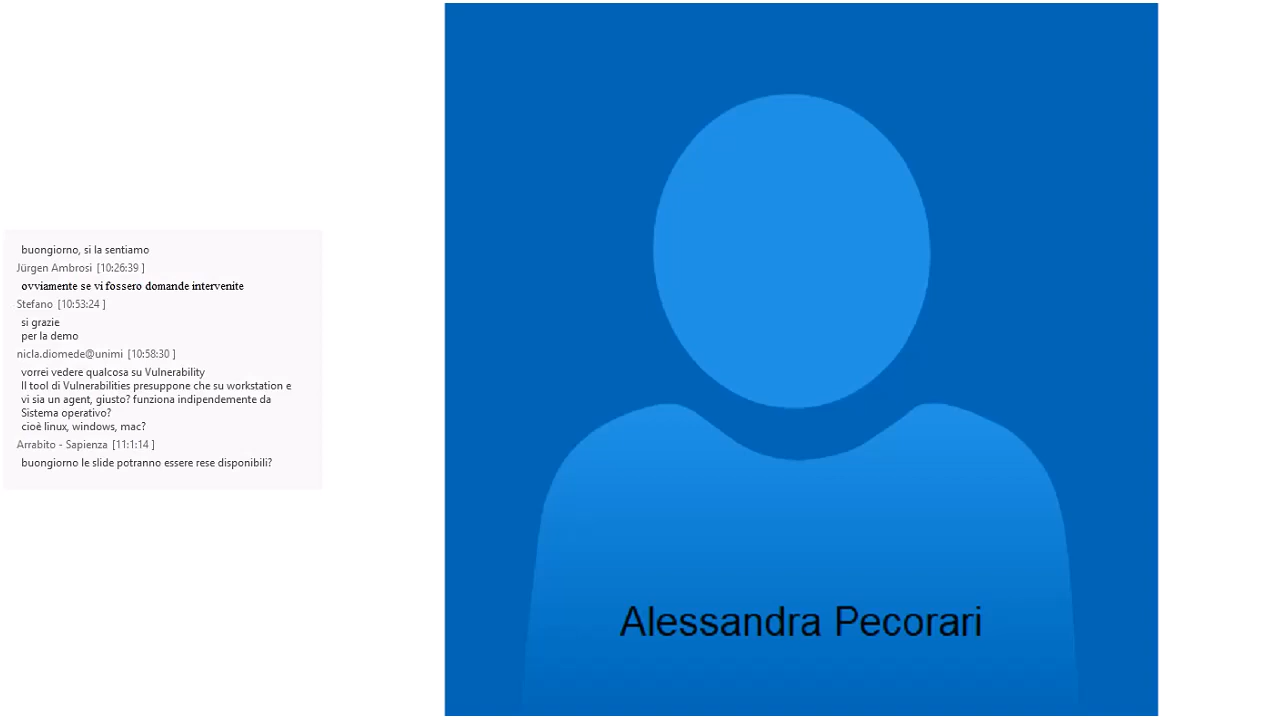 buongiorno, si la sentiamo
Jürgen Ambrosi [10:26:39 ]
ovviamente se vi fossero domande intervenite
Stefano [10:53:24 ]
si grazie
per la demo
nicla.diomede@unimi [10:58:30 ]
vorrei vedere qualcosa su Vulnerability
Il tool di Vulnerabilities presuppone che su workstation e
vi sia un agent, giusto? funziona indipendemente da
Sistema operativo?
cioè linux, windows, mac?
Arrabito - Sapienza [11:1:14 ]
buongiorno le slide potranno essere rese disponibili?
Alessandra Pecorari